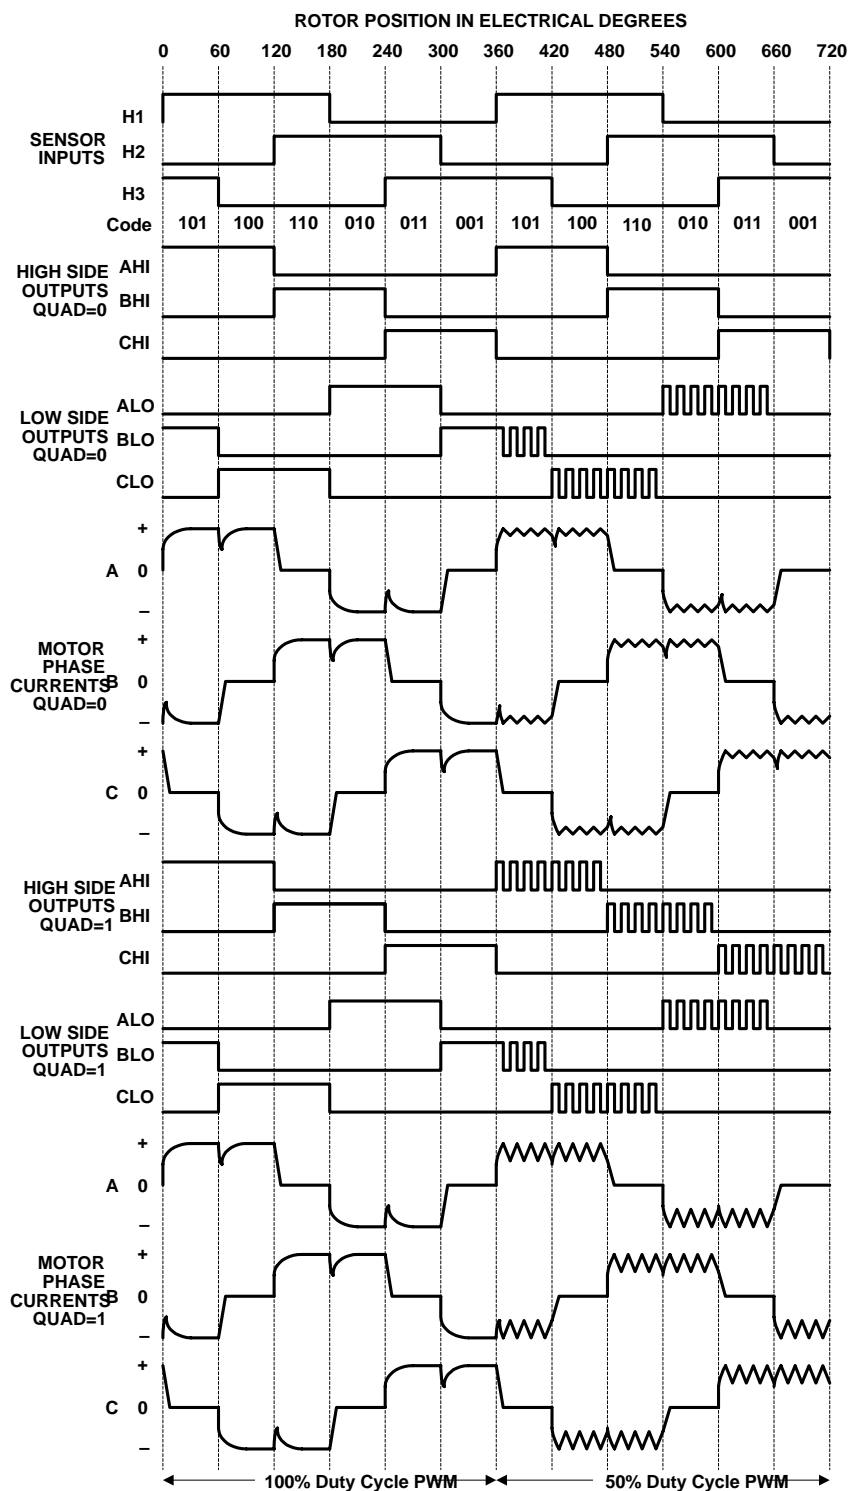 ROTOR POSITION IN ELECTRICAL DEGREES
0 60 120 180 240 300 360 420 480 540 600 660 720
H1
SENSOR
INPUTS
H2
H3
Code 101 100 110 010 011 001 101 100 110 010 011 001
HIGH SIDE
OUTPUTS
QUAD=0
AHI
BHI
CHI
LOW SIDE
OUTPUTS
QUAD=0
ALO
BLO
CLO
+
A 0
–
MOTOR
PHASE
CURRENTS
QUAD=0
+
B 0
–
+
C 0
–
HIGH SIDE
OUTPUTS
QUAD=1
AHI
BHI
CHI
LOW SIDE
OUTPUTS
QUAD=1
ALO
BLO
CLO
+
A 0
–
MOTOR
PHASE
CURRENTS
QUAD=1
+
B 0
–
+
C 0
–
100% Duty Cycle PWM 50% Duty Cycle PWM